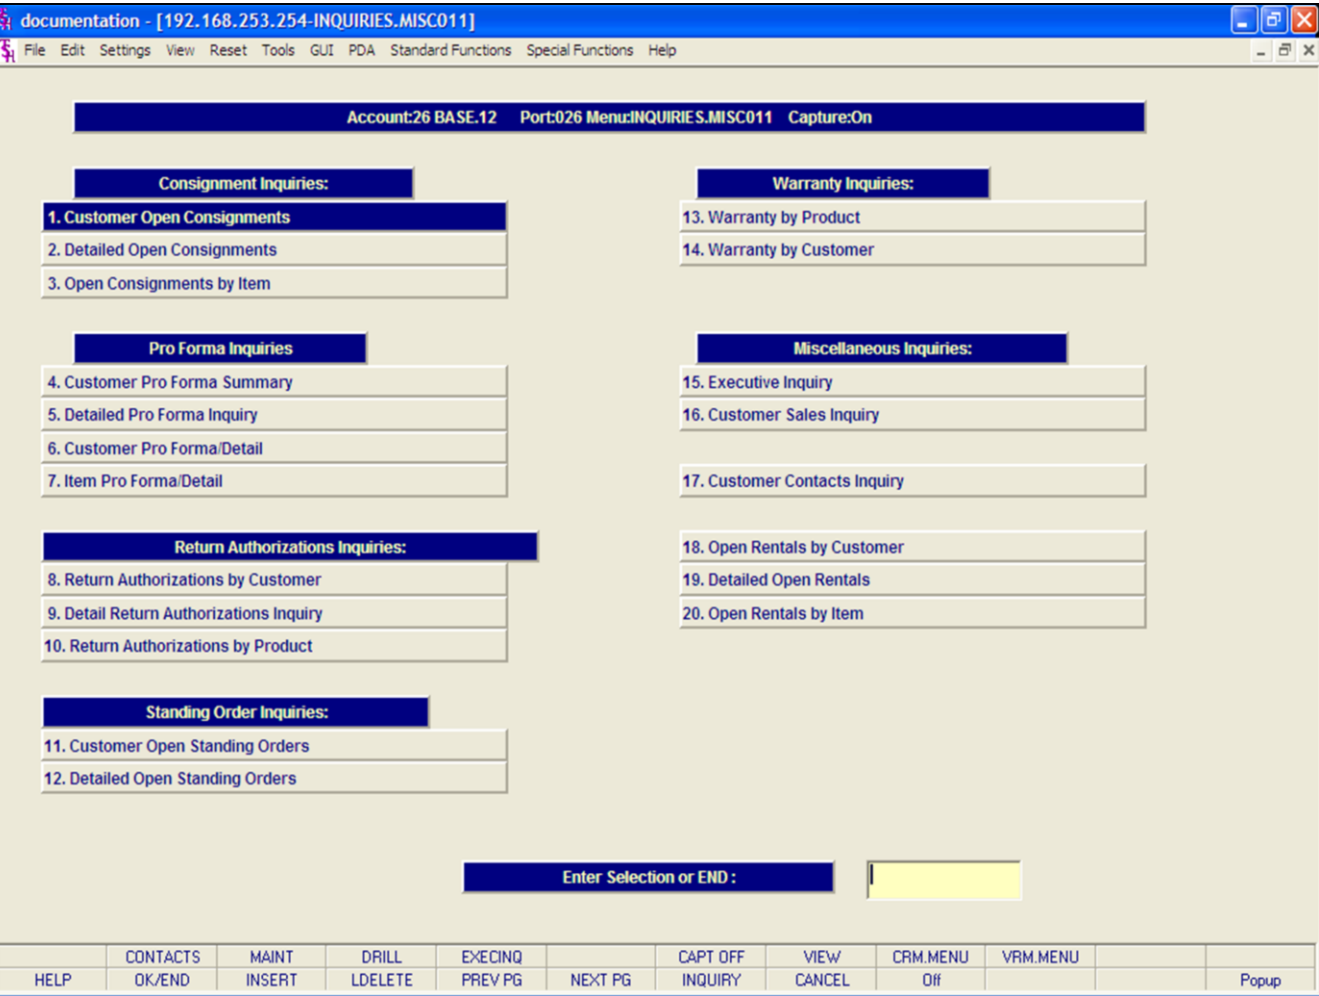 documentation - [192.168.253.254-INQUIRIES.MISC011]
File Edit Settings View Reset Tools GUI PDA Standard Functions Special Functions Help
Account:26 BASE.12 Port:026 Menu:INQUIRIES.MISC011 Capture:On
Consignment Inquiries:
1. Customer Open Consignments
2. Detailed Open Consignments
3. Open Consignments by Item
Pro Forma Inquiries
4. Customer Pro Forma Summary
5. Detailed Pro Forma Inquiry
6. Customer Pro Forma/Detail
7. Item Pro Forma/Detail
Return Authorizations Inquiries:
8. Return Authorizations by Customer
9. Detail Return Authorizations Inquiry
10. Return Authorizations by Product
Standing Order Inquiries:
11. Customer Open Standing Orders
12. Detailed Open Standing Orders
Warranty Inquiries:
13. Warranty by Product
14. Warranty by Customer
Miscellaneous Inquiries:
15. Executive Inquiry
16. Customer Sales Inquiry
17. Customer Contacts Inquiry
18. Open Rentals by Customer
19. Detailed Open Rentals
20. Open Rentals by Item
Enter Selection or END :
CONTACTS MAINT DRILL EXECINQ CAPT OFF VIEW CRM.MENU VRM.MENU
HELP OK/END INSERT LDELETE PREV PG NEXT PG INQUIRY CANCEL Off Popup